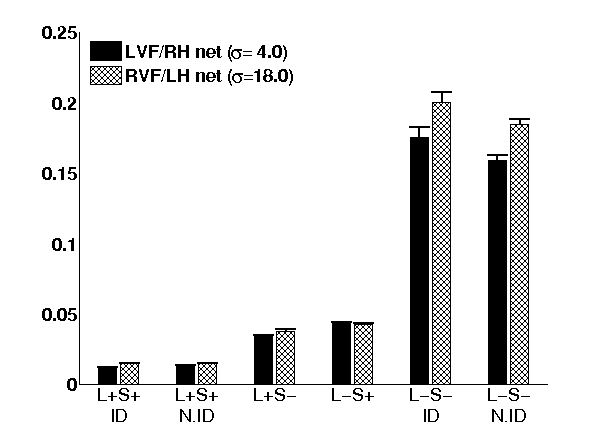 0.25
LVF/RH net (σ= 4.0)
RVF/LH net (σ=18.0)
0.2
0.15
0.1
0.05
0
L+S+ L+S+ L+S− L−S+ L−S− L−S−
ID N.ID ID N.ID